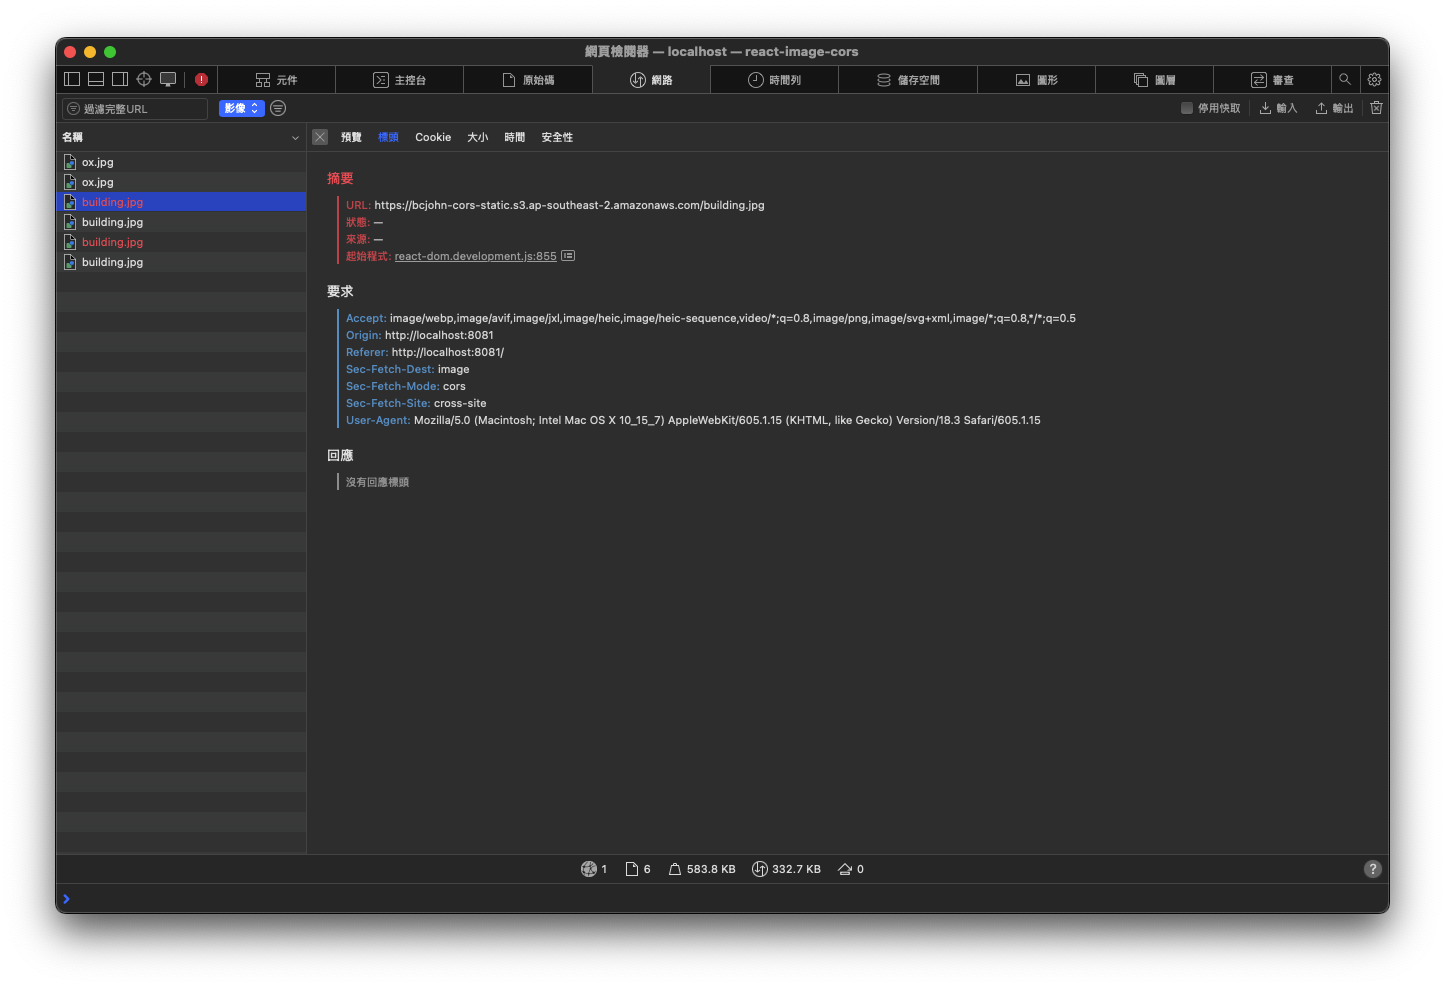 網頁檢閱器 — localhost — react-image-cors
元件
主控台
原始碼
網路
時間列
儲存空間
圖形
圖層
審查
過濾完整URL
影像
停用快取
輸入
輸出
名稱
預覽
標頭
Cookie
大小
時間
安全性
ox.jpg
ox.jpg
building.jpg
building.jpg
building.jpg
building.jpg
摘要
URL: https://bcjohn-cors-static.s3.ap-southeast-2.amazonaws.com/building.jpg
狀態: —
來源: —
起始程式: react-dom.development.js:855
要求
Accept: image/webp,image/avif,image/jxl,image/heic,image/heic-sequence,video/*;q=0.8,image/png,image/svg+xml,image/*;q=0.8,*/*;q=0.5
Origin: http://localhost:8081
Referer: http://localhost:8081/
Sec-Fetch-Dest: image
Sec-Fetch-Mode: cors
Sec-Fetch-Site: cross-site
User-Agent: Mozilla/5.0 (Macintosh; Intel Mac OS X 10_15_7) AppleWebKit/605.1.15 (KHTML, like Gecko) Version/18.3 Safari/605.1.15
回應
沒有回應標頭
1
6
583.8 KB
332.7 KB
0
?